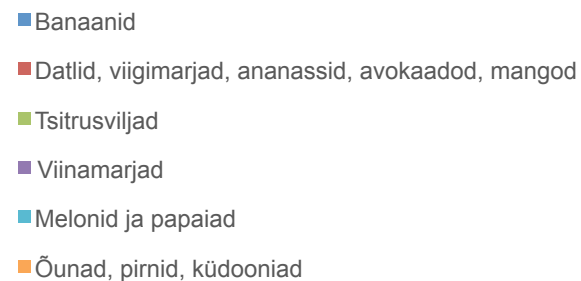 Banaanid
Datlid, viigimarjad, ananassid, avokaadod, mangod
Tsitrusviljad
Viinamarjad
Melonid ja papaiad
Õunad, pirnid, küdooniad